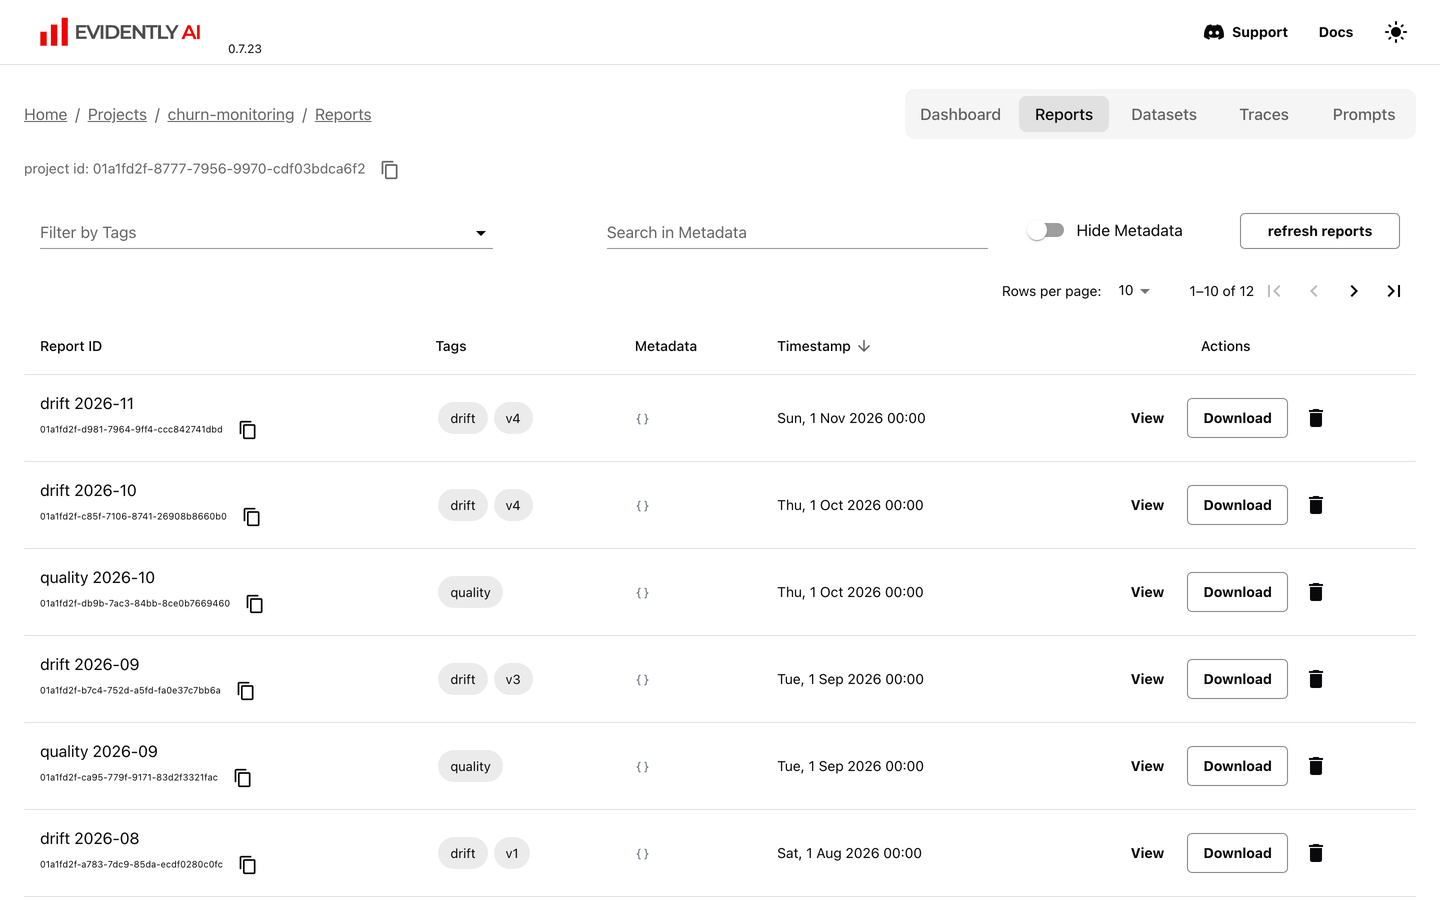 EVIDENTLY AI
0.7.23
Support
Docs
Home / Projects / churn-monitoring / Reports
Dashboard
Reports
Datasets
Traces
Prompts
project id: 01a1fd2f-8777-7956-9970-cdf03bdca6f2
Filter by Tags
Search in Metadata
Hide Metadata
refresh reports
Rows per page: 10
1–10 of 12
Report ID Tags Metadata Timestamp Actions
drift 2026-11
01a1fd2f-d981-7964-9ff4-ccc842741dbd
drift v4 {} Sun, 1 Nov 2026 00:00 View Download
drift 2026-10
01a1fd2f-c85f-7106-8741-26908b8660b0
drift v4 {} Thu, 1 Oct 2026 00:00 View Download
quality 2026-10
01a1fd2f-db9b-7ac3-84bb-8ce0b7669460
quality {} Thu, 1 Oct 2026 00:00 View Download
drift 2026-09
01a1fd2f-b7c4-752d-a5fd-fa0e37c7bb6a
drift v3 {} Tue, 1 Sep 2026 00:00 View Download
quality 2026-09
01a1fd2f-ca95-779f-9171-83d2f3321fac
quality {} Tue, 1 Sep 2026 00:00 View Download
drift 2026-08
01a1fd2f-a783-7dc9-85da-ecdf0280c0fc
drift v1 {} Sat, 1 Aug 2026 00:00 View Download